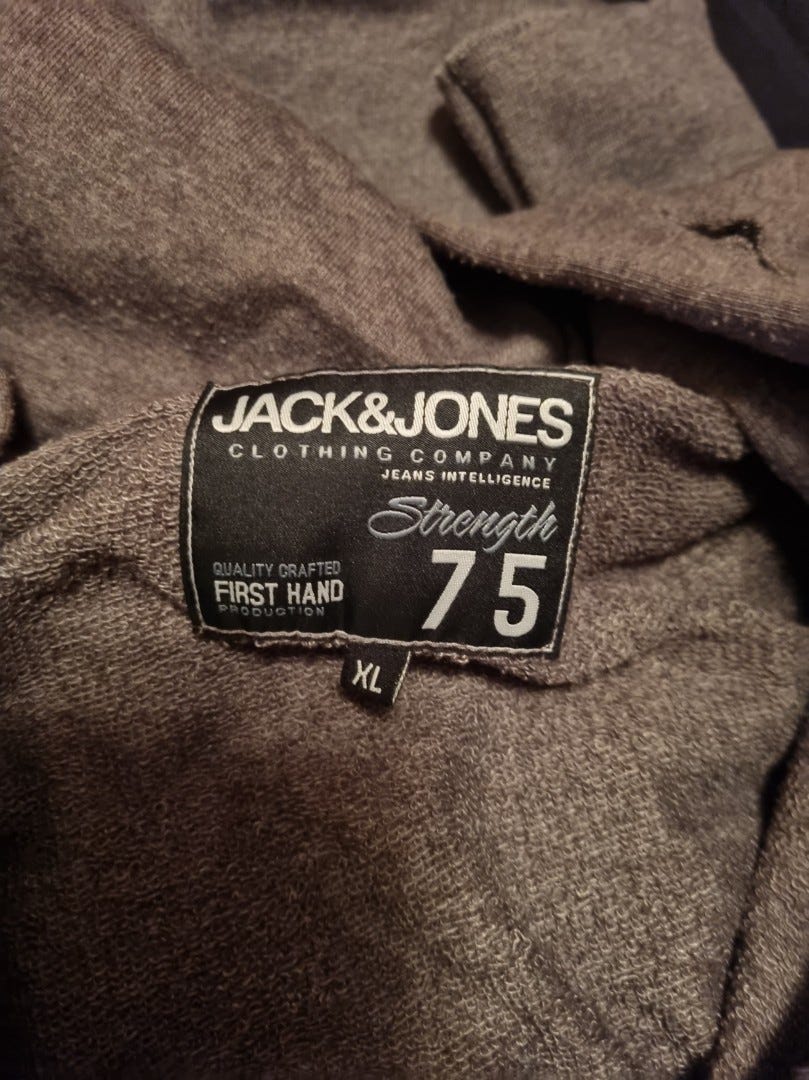 JACK&JONES
CLOTHING COMPANY
JEANS INTELLIGENCE
Strength
75
QUALITY CRAFTED
FIRST HAND
PRODUCTION
XL